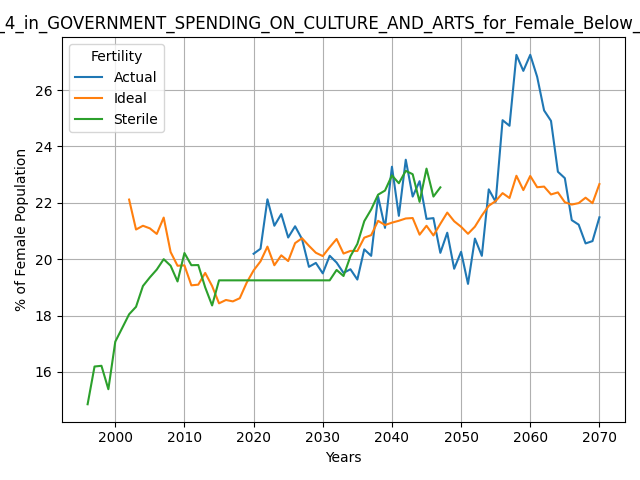 _4_in_GOVERNMENT_SPENDING_ON_CULTURE_AND_ARTS_for_Female_Below_
Fertility
Actual
Ideal
Sterile
% of Female Population
26
24
22
20
18
16
2000 2010 2020 2030 2040 2050 2060 2070
Years